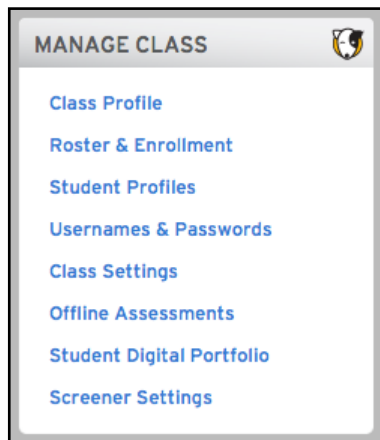 MANAGE CLASS
Class Profile
Roster & Enrollment
Student Profiles
Usernames & Passwords
Class Settings
Offline Assessments
Student Digital Portfolio
Screener Settings